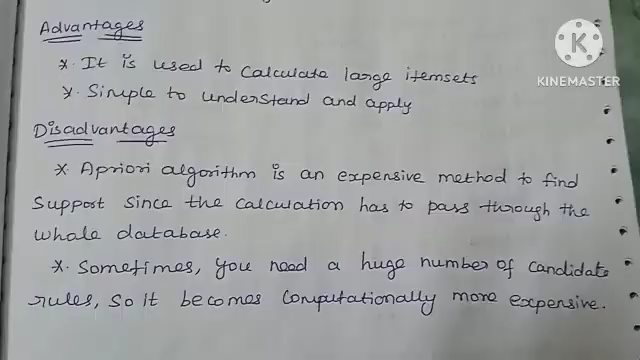 Advantages
*. It is used to calculate large itemsets
*. Simple to understand and apply
Disadvantages
*. Apriori algorithm is an expensive method to find
Support since the calculation has to pass through the
whole database.
*. Sometimes, you need a huge number of candidate
rules, so it becomes computationally more expensive.
KINEMASTER